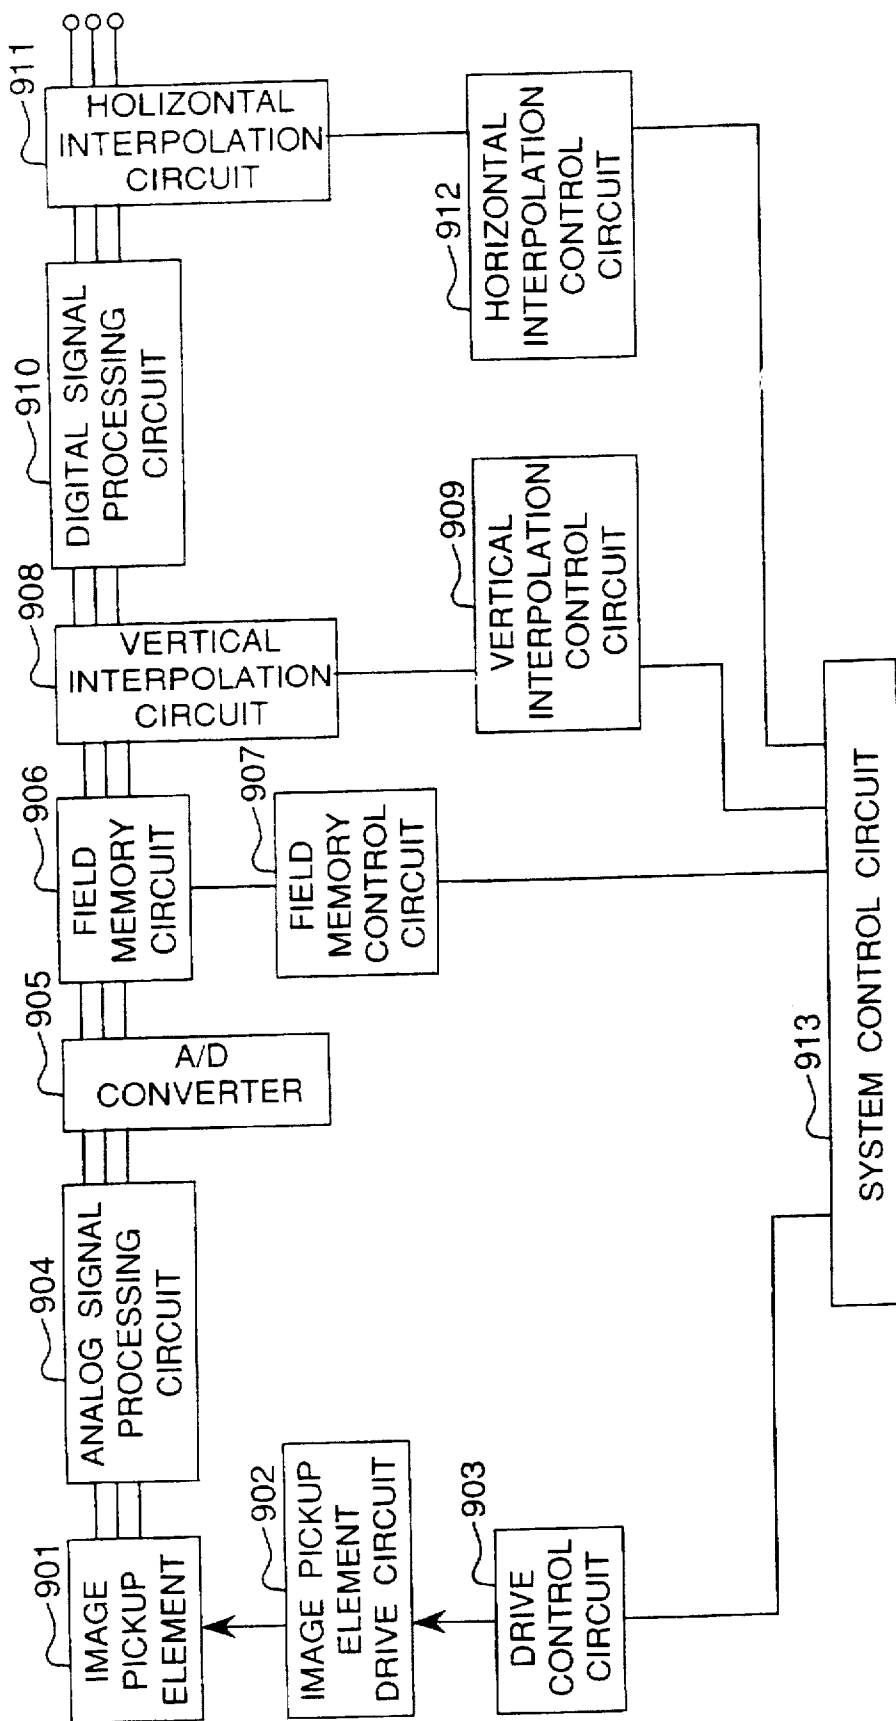 901
IMAGE
PICKUP
ELEMENT
904
ANALOG SIGNAL
PROCESSING
CIRCUIT
905
A/D
CONVERTER
906
FIELD
MEMORY
CIRCUIT
908
VERTICAL
INTERPOLATION
CIRCUIT
910
DIGITAL SIGNAL
PROCESSING
CIRCUIT
911
HOLIZONTAL
INTERPOLATION
CIRCUIT
902
IMAGE PICKUP
ELEMENT
DRIVE CIRCUIT
907
FIELD
MEMORY
CONTROL
CIRCUIT
903
DRIVE
CONTROL
CIRCUIT
909
VERTICAL
INTERPOLATION
CONTROL
CIRCUIT
912
HORIZONTAL
INTERPOLATION
CONTROL
CIRCUIT
913
SYSTEM CONTROL CIRCUIT